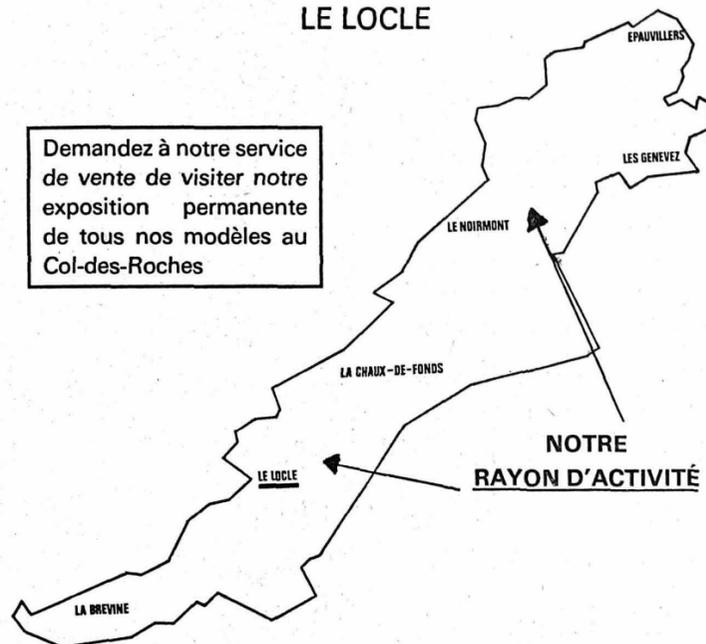 LE LOCLE
EPAUVILLERS
Demandez à notre service
de vente de visiter notre
exposition permanente
de tous nos modèles au
Col-des-Roches
LES GENEVEZ
LE NOIRMONT
LA CHAUX-DE-FONDS
NOTRE
RAYON D'ACTIVITÉ
LE LOCLE
LA BREVINE